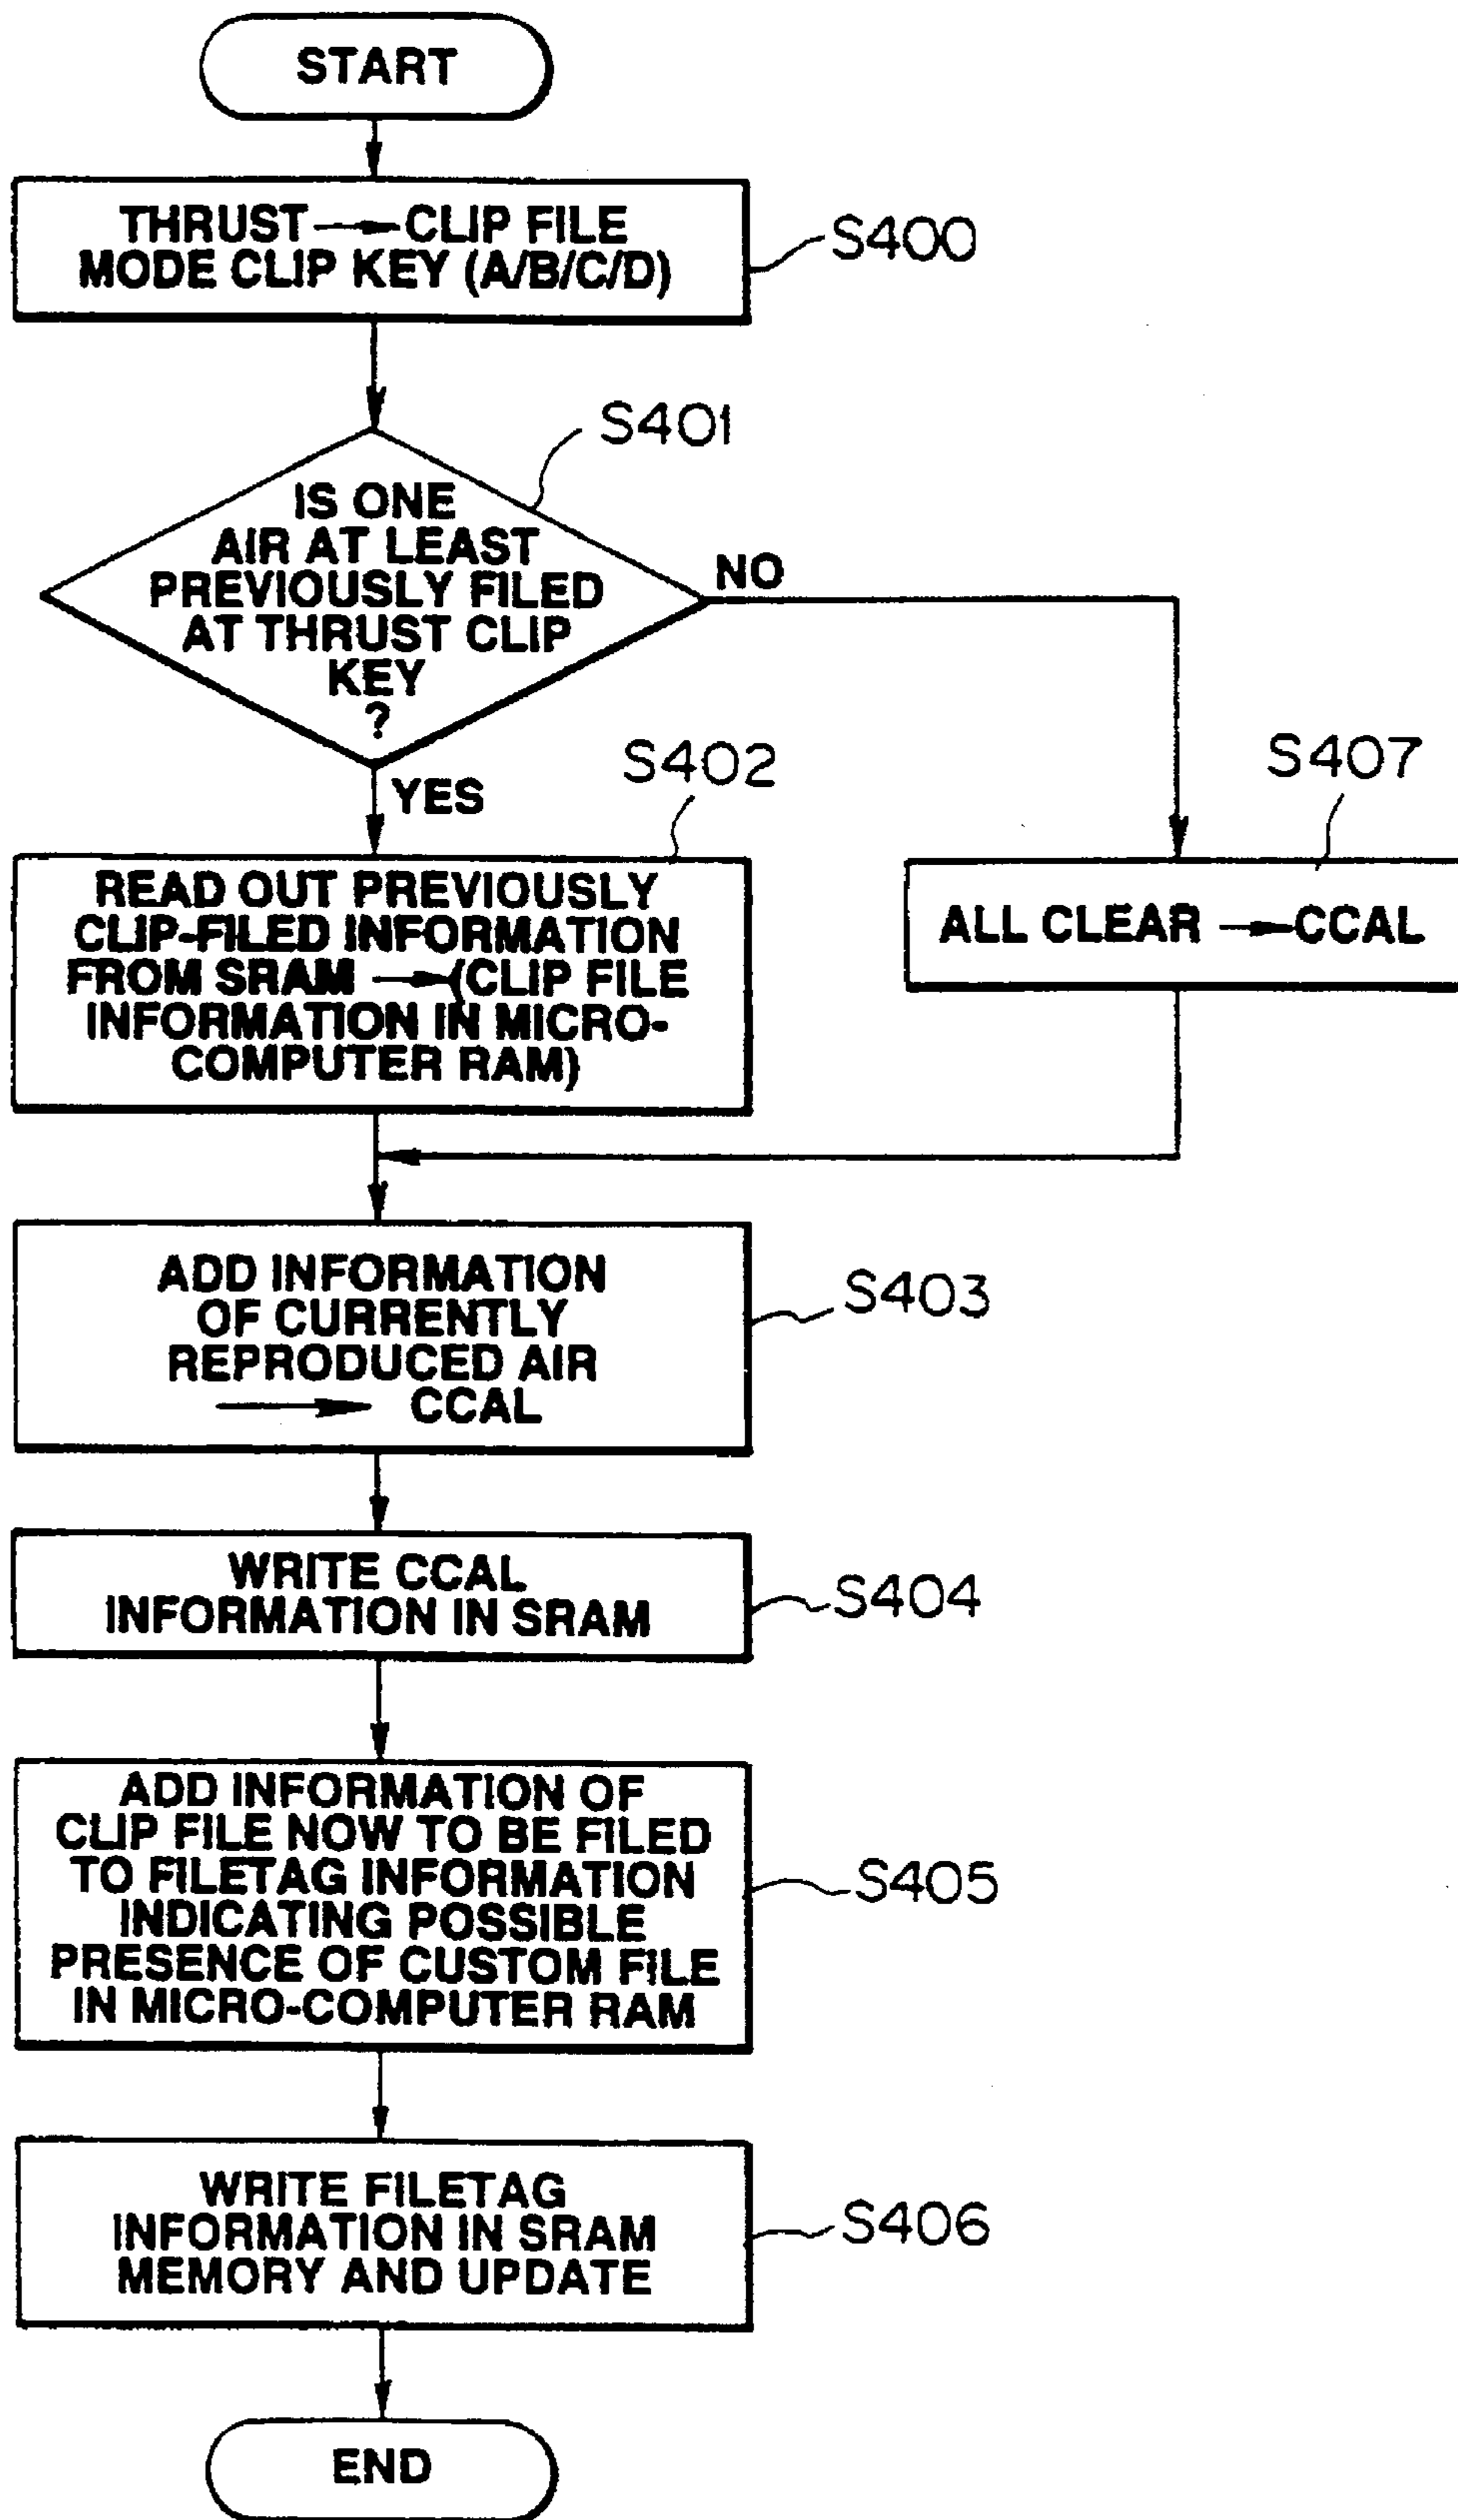 START
THRUST → CLIP FILE
MODE CLIP KEY (A/B/C/D)
S400
S401
IS ONE
AIR AT LEAST
PREVIOUSLY FILED
AT THRUST CLIP
KEY
?
NO
YES
S402
READ OUT PREVIOUSLY
CLIP-FILED INFORMATION
FROM SRAM → (CLIP FILE
INFORMATION IN MICRO-
COMPUTER RAM)
S407
ALL CLEAR → CCAL
ADD INFORMATION
OF CURRENTLY
REPRODUCED AIR
→ CCAL
S403
WRITE CCAL
INFORMATION IN SRAM
S404
ADD INFORMATION OF
CLIP FILE NOW TO BE FILED
TO FILETAG INFORMATION
INDICATING POSSIBLE
PRESENCE OF CUSTOM FILE
IN MICRO-COMPUTER RAM
S405
WRITE FILETAG
INFORMATION IN SRAM
MEMORY AND UPDATE
S406
END